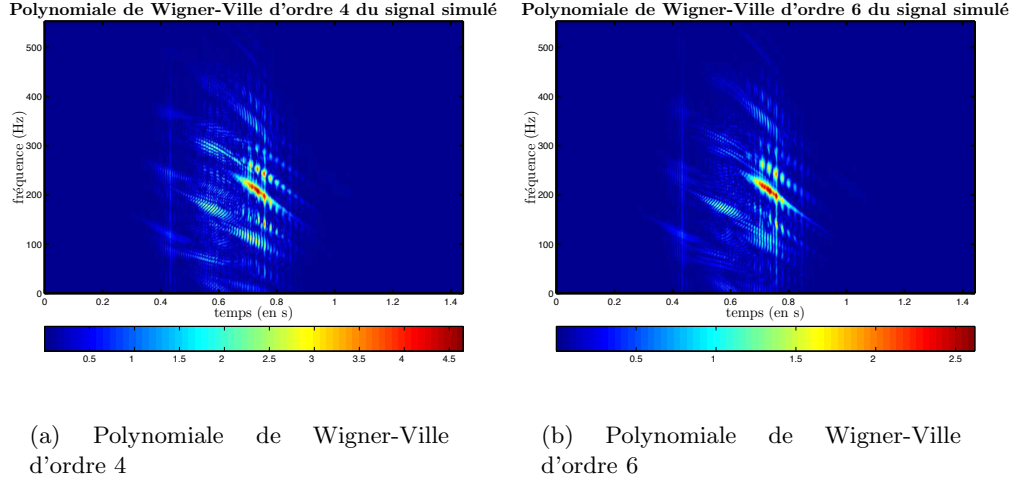 Polynomiale de Wigner-Ville d'ordre 4 du signal simulé
fréquence (Hz)
500
400
300
200
100
0
0 0.2 0.4 0.6 0.8 1 1.2 1.4
temps (en s)
0.5 1 1.5 2 2.5 3 3.5 4 4.5
(a) Polynomiale de Wigner-Ville
d'ordre 4
Polynomiale de Wigner-Ville d'ordre 6 du signal simulé
fréquence (Hz)
500
400
300
200
100
0
0 0.2 0.4 0.6 0.8 1 1.2 1.4
temps (en s)
0.5 1 1.5 2 2.5
(b) Polynomiale de Wigner-Ville
d'ordre 6